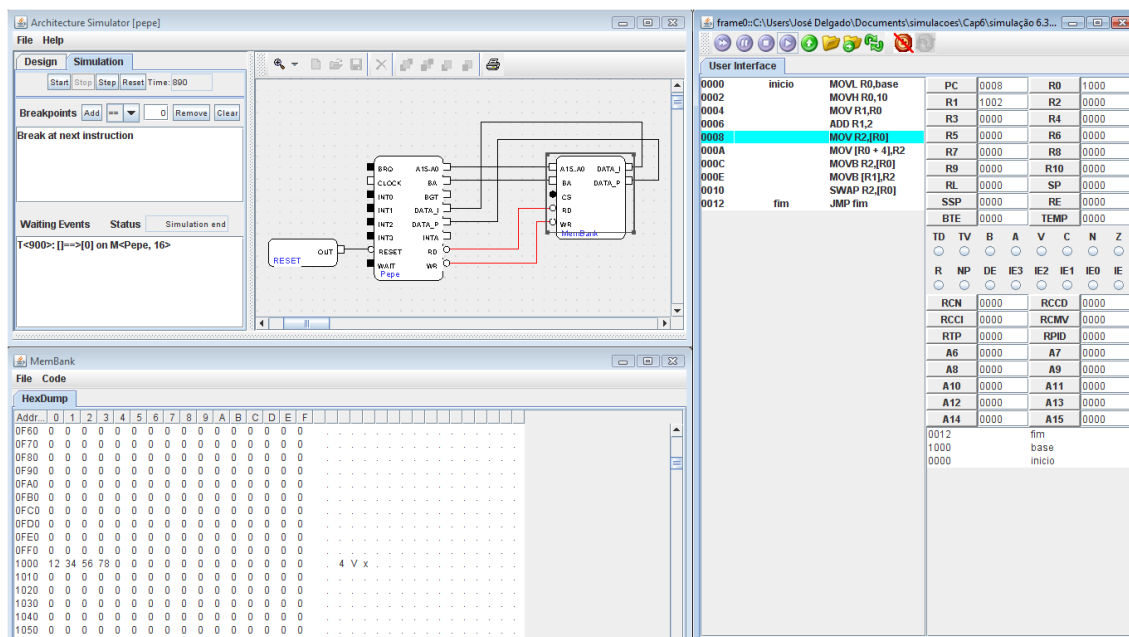 Architecture Simulator [pepe]
File Help
Design Simulation
Start Stop Step Reset Time: 890
Breakpoints Add == 0 Remove Clear
Break at next instruction
Waiting Events Status Simulation end
T<900>: []==>[0] on M<Pepe, 16>
RESET OUT
BRQ A15..A0
CLOCK BA
INT0 BGT
INT1 DATA_I
INT2 DATA_P
INT3 INTA
RESET RD
WAIT WR
Pepe
A15..A0 DATA_I
BA DATA_P
CS
RD
WR
MemBank
MemBank
File Code
HexDump
Addr... 0 1 2 3 4 5 6 7 8 9 A B C D E F
0F60 0 0 0 0 0 0 0 0 0 0 0 0 0 0 0 0 . . . . . . . . . . . . . . . .
0F70 0 0 0 0 0 0 0 0 0 0 0 0 0 0 0 0 . . . . . . . . . . . . . . . .
0F80 0 0 0 0 0 0 0 0 0 0 0 0 0 0 0 0 . . . . . . . . . . . . . . . .
0F90 0 0 0 0 0 0 0 0 0 0 0 0 0 0 0 0 . . . . . . . . . . . . . . . .
0FA0 0 0 0 0 0 0 0 0 0 0 0 0 0 0 0 0 . . . . . . . . . . . . . . . .
0FB0 0 0 0 0 0 0 0 0 0 0 0 0 0 0 0 0 . . . . . . . . . . . . . . . .
0FC0 0 0 0 0 0 0 0 0 0 0 0 0 0 0 0 0 . . . . . . . . . . . . . . . .
0FD0 0 0 0 0 0 0 0 0 0 0 0 0 0 0 0 0 . . . . . . . . . . . . . . . .
0FE0 0 0 0 0 0 0 0 0 0 0 0 0 0 0 0 0 . . . . . . . . . . . . . . . .
0FF0 0 0 0 0 0 0 0 0 0 0 0 0 0 0 0 0 . . . . . . . . . . . . . . . .
1000 12 34 56 78 0 0 0 0 0 0 0 0 0 0 0 0 . 4 V x . . . . . . . . . . . .
1010 0 0 0 0 0 0 0 0 0 0 0 0 0 0 0 0 . . . . . . . . . . . . . . . .
1020 0 0 0 0 0 0 0 0 0 0 0 0 0 0 0 0 . . . . . . . . . . . . . . . .
1030 0 0 0 0 0 0 0 0 0 0 0 0 0 0 0 0 . . . . . . . . . . . . . . . .
1040 0 0 0 0 0 0 0 0 0 0 0 0 0 0 0 0 . . . . . . . . . . . . . . . .
1050 0 0 0 0 0 0 0 0 0 0 0 0 0 0 0 0 . . . . . . . . . . . . . . . .
frame0::C:\Users\José Delgado\Documents\simulacoes\Cap6\simulação 6.3...
User Interface
0000 inicio MOVL R0,base
0002 MOVH R0,10
0004 MOV R1,R0
0006 ADD R1,2
0008 MOV R2,[R0]
000A MOV [R0 + 4],R2
000C MOVB R2,[R0]
000E MOVB [R1],R2
0010 SWAP R2,[R0]
0012 fim JMP fim
PC 0008 R0 1000
R1 1002 R2 0000
R3 0000 R4 0000
R5 0000 R6 0000
R7 0000 R8 0000
R9 0000 R10 0000
RL 0000 SP 0000
SSP 0000 RE 0000
BTE 0000 TEMP 0000
TD TV B A V C N Z
R NP DE IE3 IE2 IE1 IE0 IE
RCN 0000 RCCD 0000
RCCI 0000 RCMV 0000
RTP 0000 RPID 0000
A6 0000 A7 0000
A8 0000 A9 0000
A10 0000 A11 0000
A12 0000 A13 0000
A14 0000 A15 0000
0012 fim
1000 base
0000 inicio